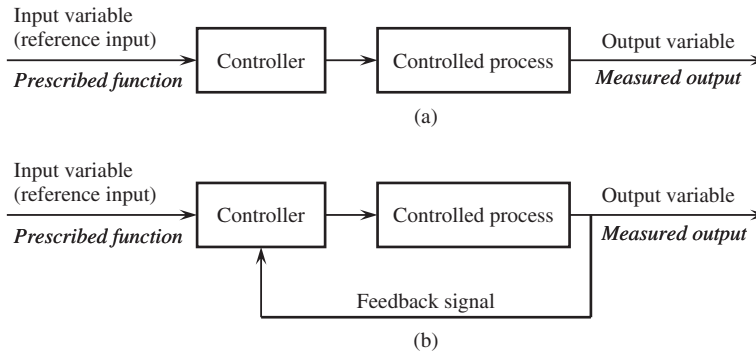 Input variable
(reference input)
Prescribed function
Controller
Controlled process
Output variable
Measured output
(a)
Input variable
(reference input)
Prescribed function
Controller
Controlled process
Output variable
Measured output
Feedback signal
(b)